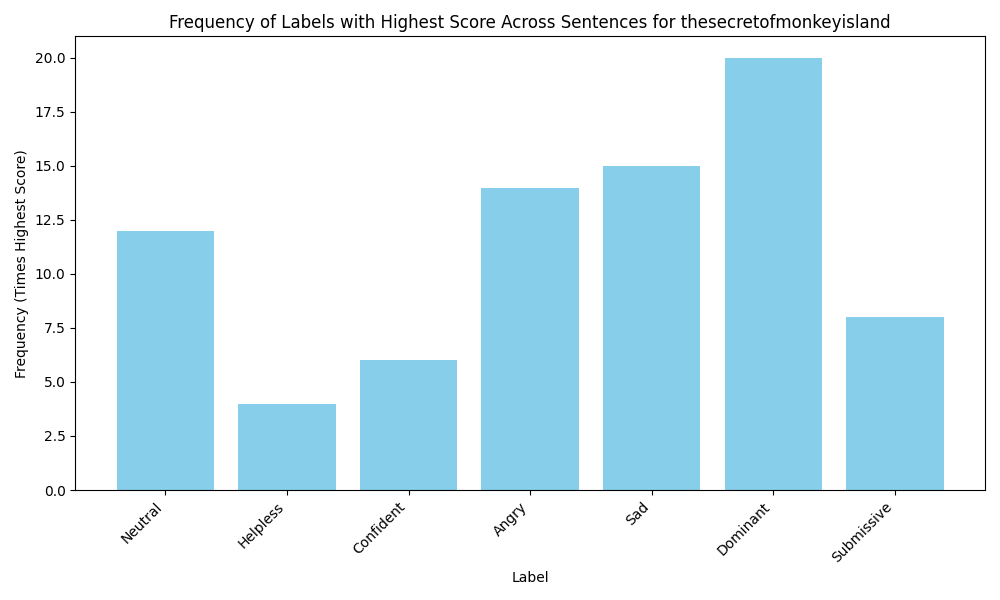 Frequency of Labels with Highest Score Across Sentences for thesecretofmonkeyisland
Frequency (Times Highest Score)
20.0
17.5
15.0
12.5
10.0
7.5
5.0
2.5
0.0
Neutral
Helpless
Confident
Angry
Sad
Dominant
Submissive
Label